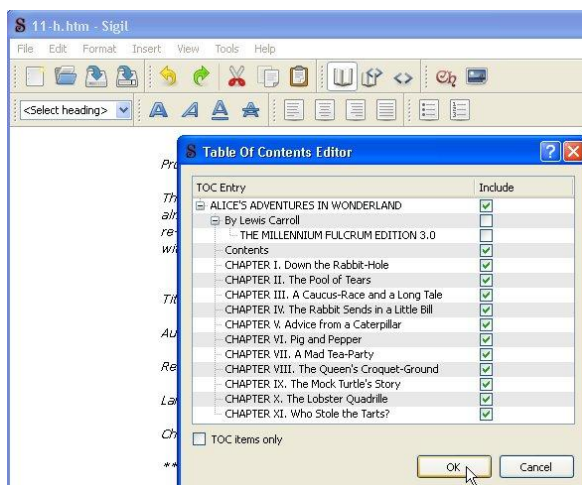 11-h.htm - Sigil
File Edit Format Insert View Tools Help
<Select heading>
Table Of Contents Editor
TOC Entry Include
ALICE'S ADVENTURES IN WONDERLAND
By Lewis Carroll
THE MILLENNIUM FULCRUM EDITION 3.0
Contents
CHAPTER I. Down the Rabbit-Hole
CHAPTER II. The Pool of Tears
CHAPTER III. A Caucus-Race and a Long Tale
CHAPTER IV. The Rabbit Sends in a Little Bill
CHAPTER V. Advice from a Caterpillar
CHAPTER VI. Pig and Pepper
CHAPTER VII. A Mad Tea-Party
CHAPTER VIII. The Queen's Croquet-Ground
CHAPTER IX. The Mock Turtle's Story
CHAPTER X. The Lobster Quadrille
CHAPTER XI. Who Stole the Tarts?
TOC items only
OK Cancel